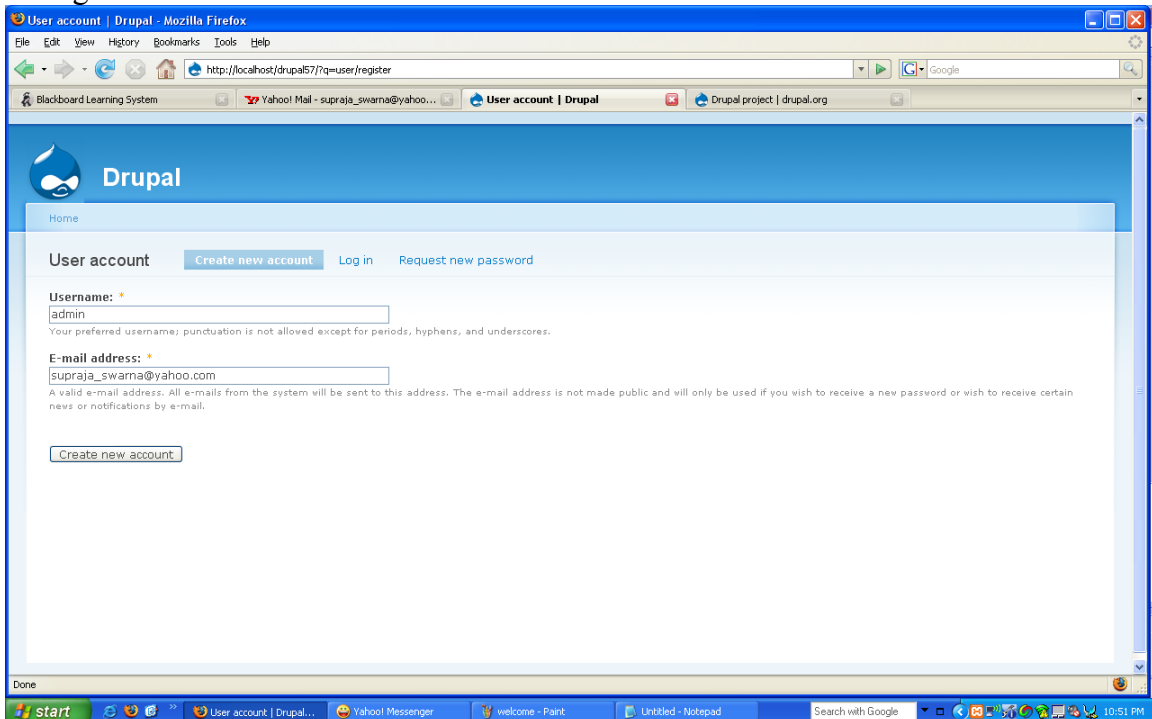 User account | Drupal - Mozilla Firefox
File Edit View History Bookmarks Tools Help
http://localhost/drupal57/?q=user/register
Google
Blackboard Learning System
Yahoo! Mail - supraja_swarna@yahoo...
User account | Drupal
Drupal project | drupal.org
Drupal
Home
User account Create new account Log in Request new password
Username: *
admin
Your preferred username; punctuation is not allowed except for periods, hyphens, and underscores.
E-mail address: *
supraja_swarna@yahoo.com
A valid e-mail address. All e-mails from the system will be sent to this address. The e-mail address is not made public and will only be used if you wish to receive a new password or wish to receive certain
news or notifications by e-mail.
Create new account
Done
start User account | Drupal... Yahoo! Messenger welcome - Paint Untitled - Notepad Search with Google 10:51 PM